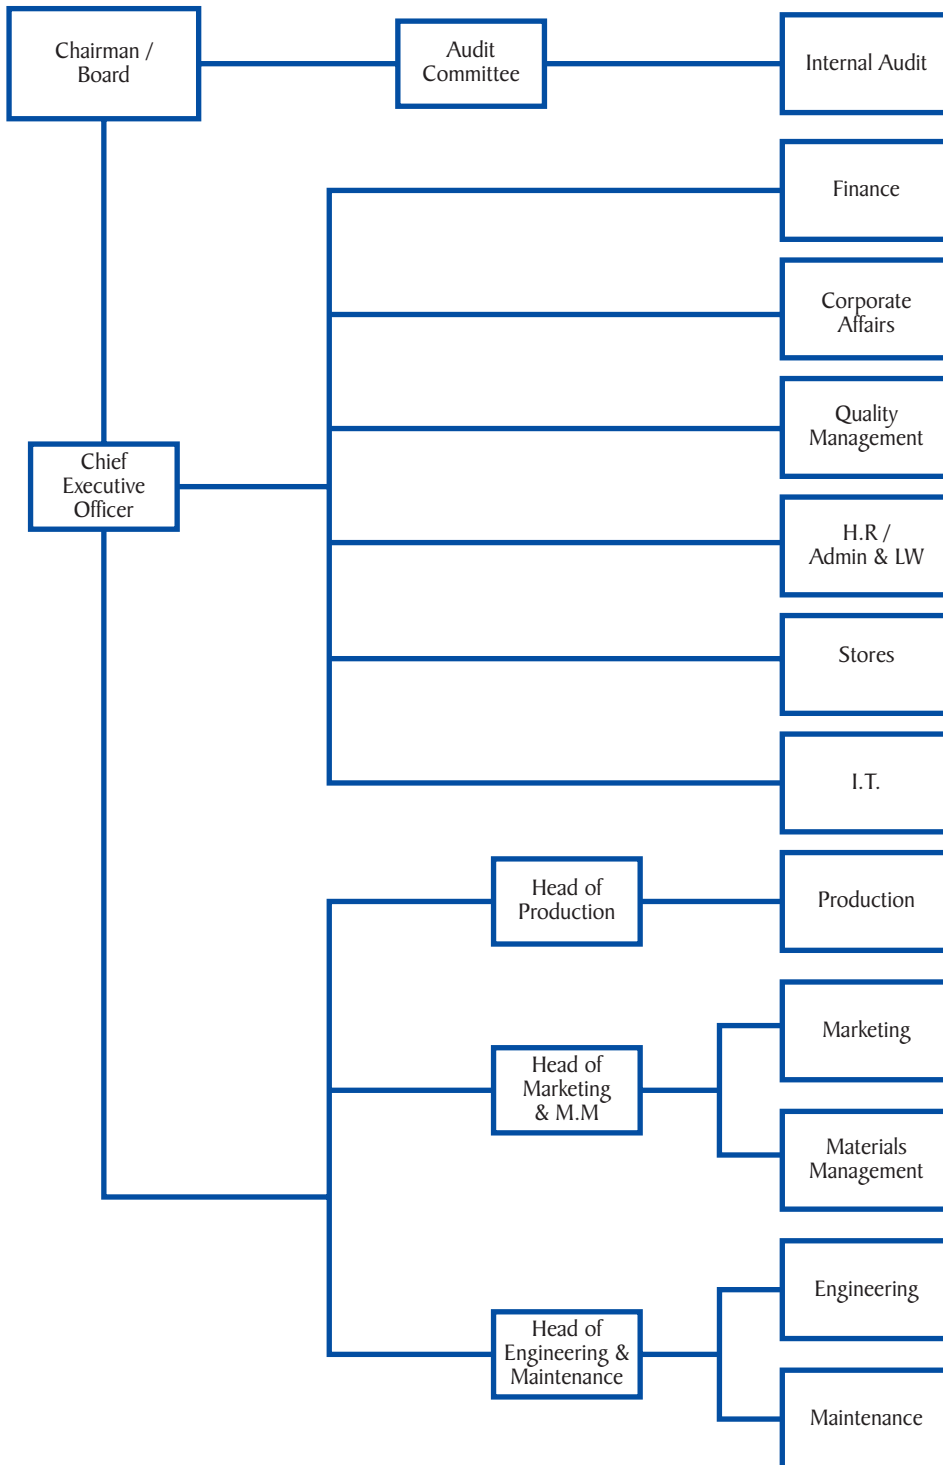 Chairman /
Board
Audit
Committee
Internal Audit
Finance
Corporate
Affairs
Quality
Management
Chief
Executive
Officer
H.R /
Admin & LW
Stores
I.T.
Head of
Production
Production
Head of
Marketing
& M.M
Marketing
Materials
Management
Head of
Engineering &
Maintenance
Engineering
Maintenance